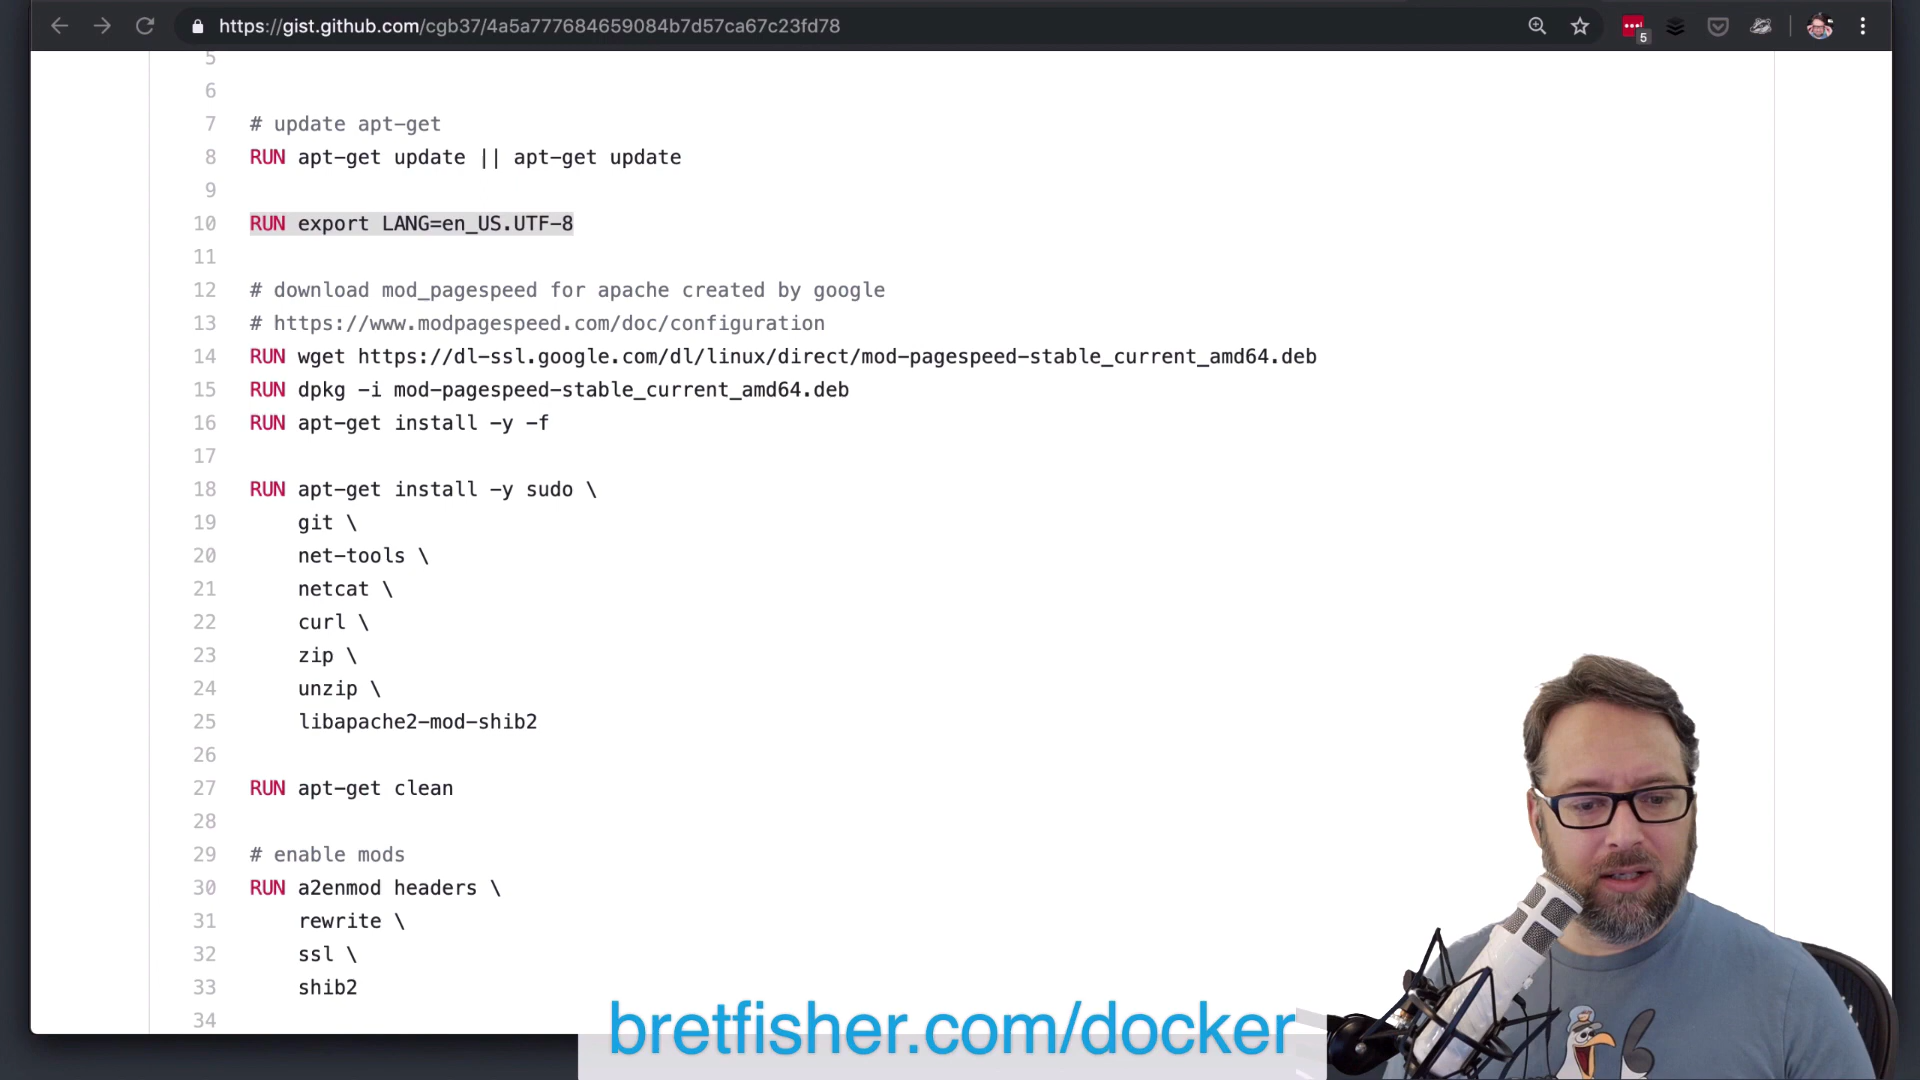 https://gist.github.com/cgb37/4a5a777684659084b7d57ca67c23fd78
5
5
6
7 # update apt-get
8 RUN apt-get update || apt-get update
9
10 RUN export LANG=en_US.UTF-8
11
12 # download mod_pagespeed for apache created by google
13 # https://www.modpagespeed.com/doc/configuration
14 RUN wget https://dl-ssl.google.com/dl/linux/direct/mod-pagespeed-stable_current_amd64.deb
15 RUN dpkg -i mod-pagespeed-stable_current_amd64.deb
16 RUN apt-get install -y -f
17
18 RUN apt-get install -y sudo \
19 git \
20 net-tools \
21 netcat \
22 curl \
23 zip \
24 unzip \
25 libapache2-mod-shib2
26
27 RUN apt-get clean
28
29 # enable mods
30 RUN a2enmod headers \
31 rewrite \
32 ssl \
33 shib2
34
bretfisher.com/docker